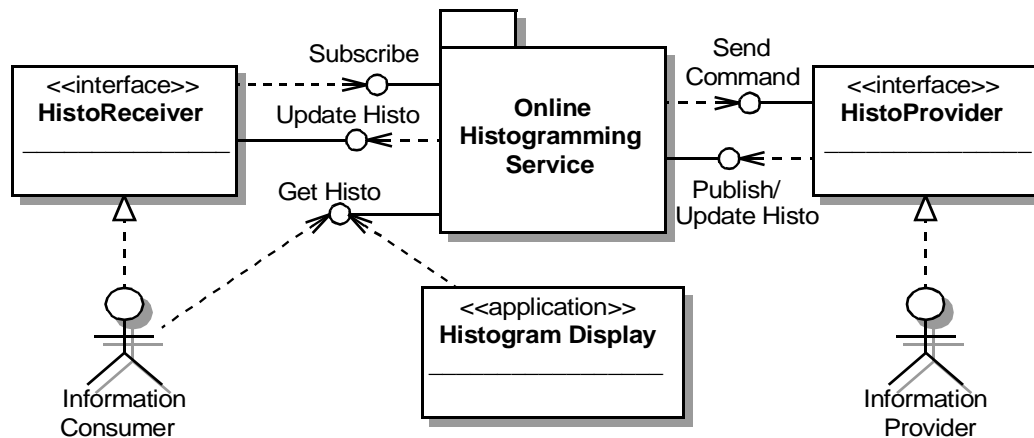 Subscribe
Send
Command
<<interface>>
HistoReceiver
Update Histo
Online
Histogramming
Service
<<interface>>
HistoProvider
Get Histo
Publish/
Update Histo
<<application>>
Histogram Display
Information
Consumer
Information
Provider